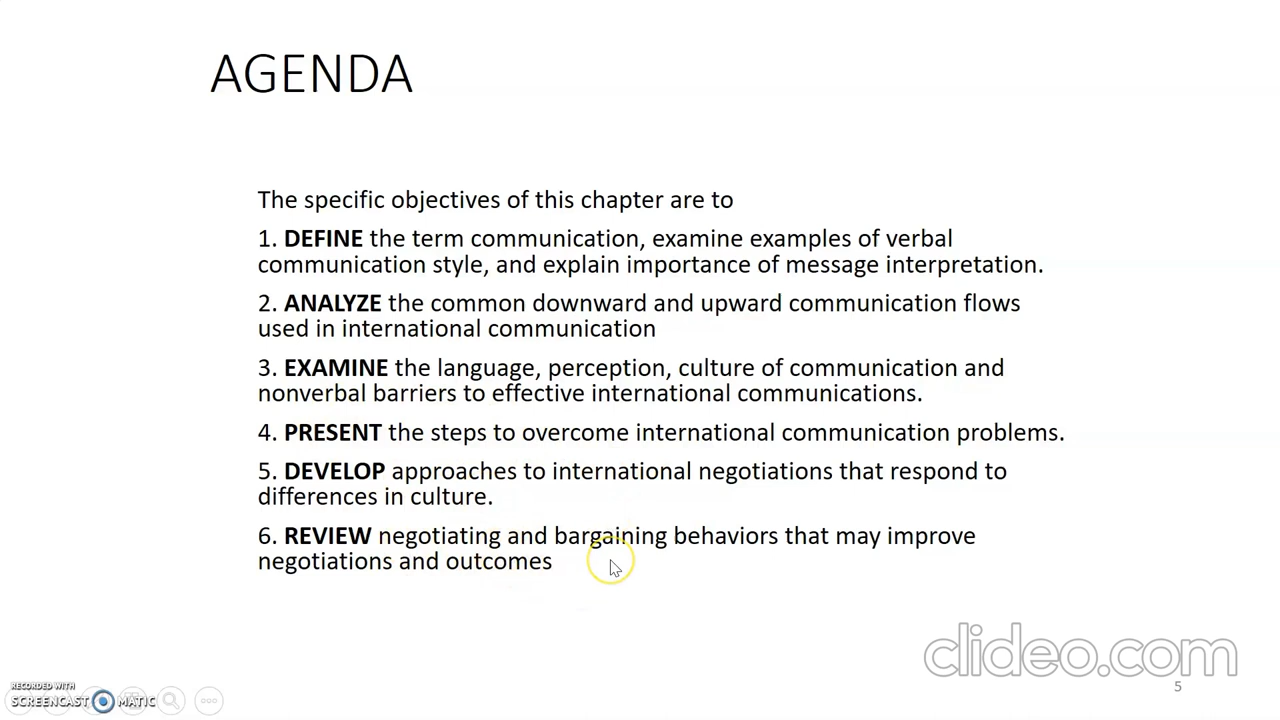 AGENDA
The specific objectives of this chapter are to
1. DEFINE the term communication, examine examples of verbal
communication style, and explain importance of message interpretation.
2. ANALYZE the common downward and upward communication flows
used in international communication
3. EXAMINE the language, perception, culture of communication and
nonverbal barriers to effective international communications.
4. PRESENT the steps to overcome international communication problems.
5. DEVELOP approaches to international negotiations that respond to
differences in culture.
6. REVIEW negotiating and bargaining behaviors that may improve
negotiations and outcomes
clideo.com
5
RECORDED WITH
SCREENCAST MATIC